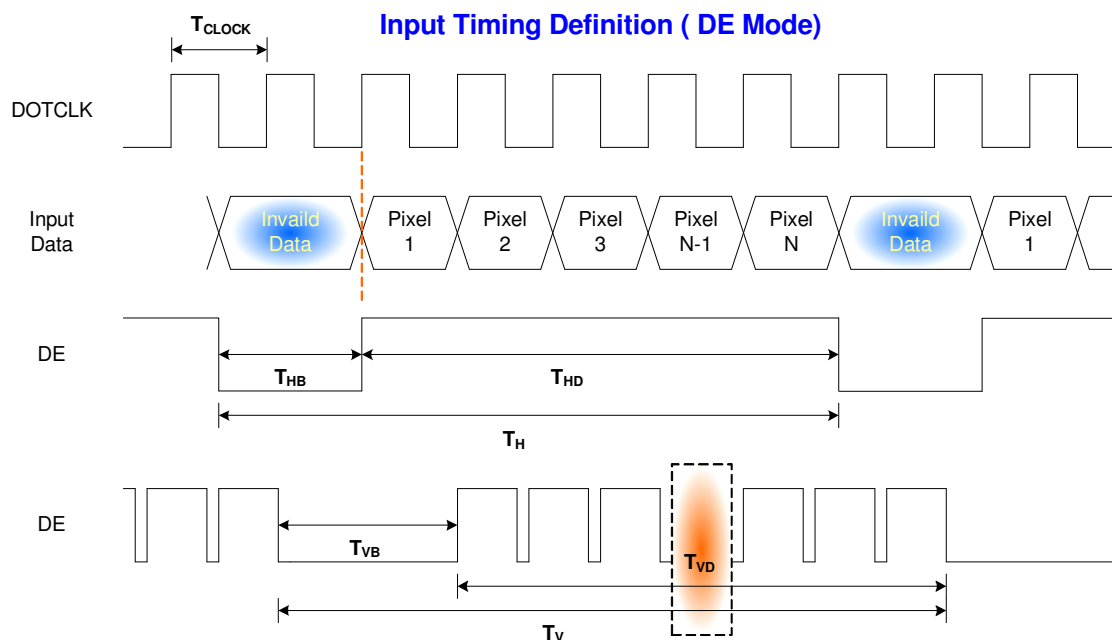 Input Timing Definition ( DE Mode)
TCLOCK
DOTCLK
Input
Data
Invaild
Data
Pixel
1
Pixel
2
Pixel
3
Pixel
N-1
Pixel
N
Invaild
Data
Pixel
1
DE
THB
THD
TH
DE
TVB
TVD
TV